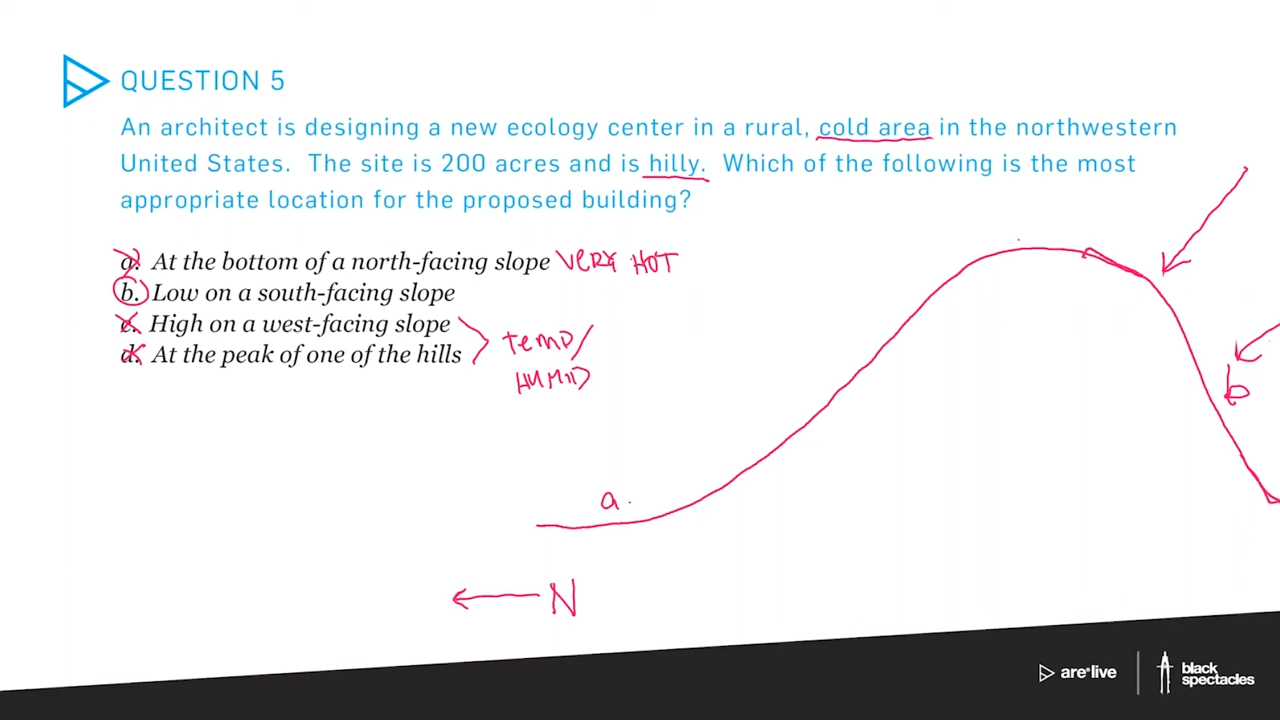 QUESTION 5
An architect is designing a new ecology center in a rural, cold area in the northwestern
United States. The site is 200 acres and is hilly. Which of the following is the most
appropriate location for the proposed building?
a. At the bottom of a north-facing slope VERY HOT
b. Low on a south-facing slope
c. High on a west-facing slope
d. At the peak of one of the hills
TEMP/
HUMID
b
a.
N
are live
black
spectacles